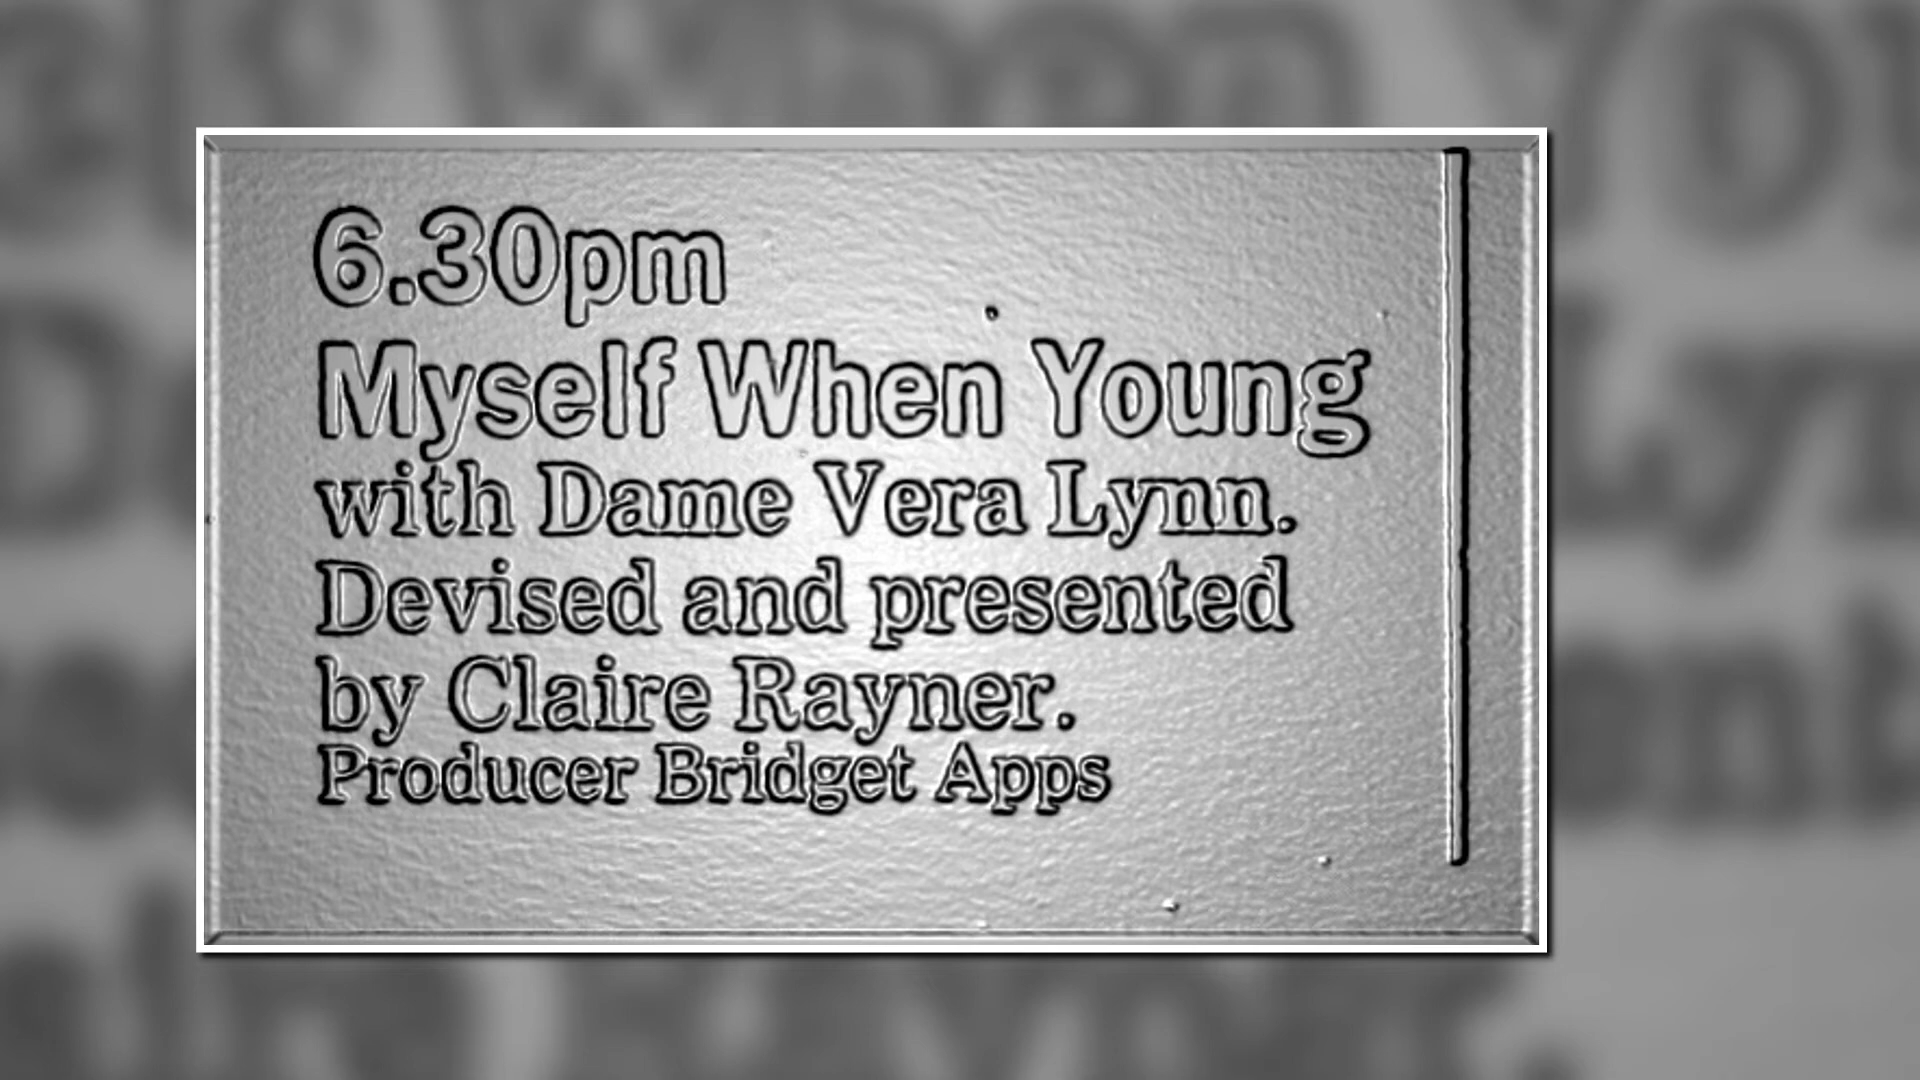 6.30pm
Myself When Young
with Dame Vera Lynn.
Devised and presented
by Claire Rayner.
Producer Bridget Apps